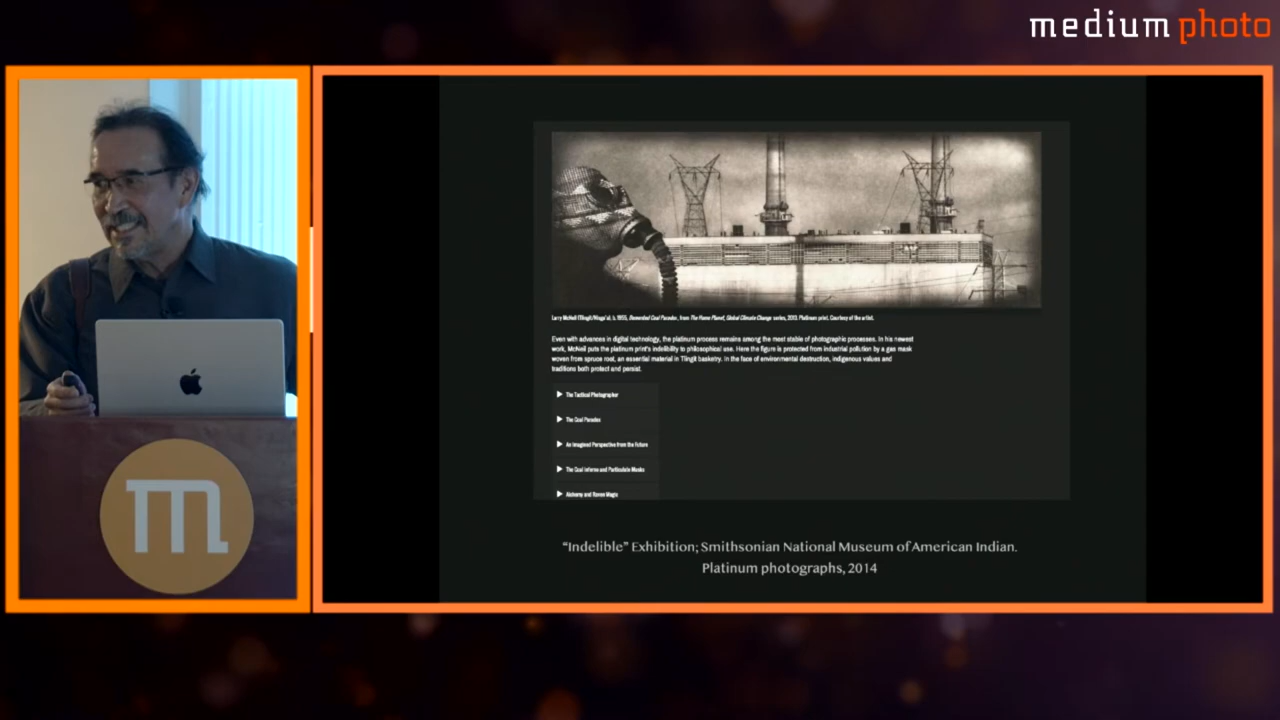 medium photo
Larry McNeil (Tlingit/Nisga'a), b. 1955, from The Home Planet, Global Climate Change series, 2013. Platinum print. Courtesy of the artist.
Even with advances in digital technology, the platinum process remains among the most stable of photographic processes. In his newest
work, McNeil puts the platinum print's indelibility to philosophical use. Here the figure is protected from industrial pollution by a gas mask
woven from spruce root, an essential material in Tlingit basketry. In the face of environmental destruction, indigenous values and
traditions both protect and persist.
The Tactical Photographer
The Coal Paradox
An Imagined Perspective from the Future
The Coal Inferno and Particulate Masks
Alchemy and Raven Magic
“Indelible” Exhibition; Smithsonian National Museum of American Indian.
Platinum photographs, 2014
m